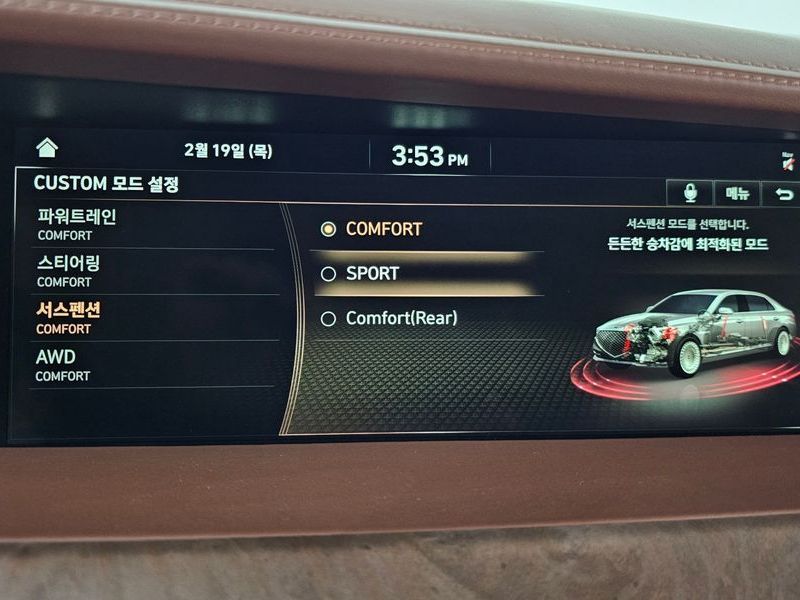 2월 19일 (목)
3:53 PM
CUSTOM 모드 설정
메뉴
파워트레인
COMFORT
스티어링
COMFORT
서스펜션
COMFORT
AWD
COMFORT
COMFORT
SPORT
Comfort(Rear)
서스펜션 모드를 선택합니다.
든든한 승차감에 최적화된 모드